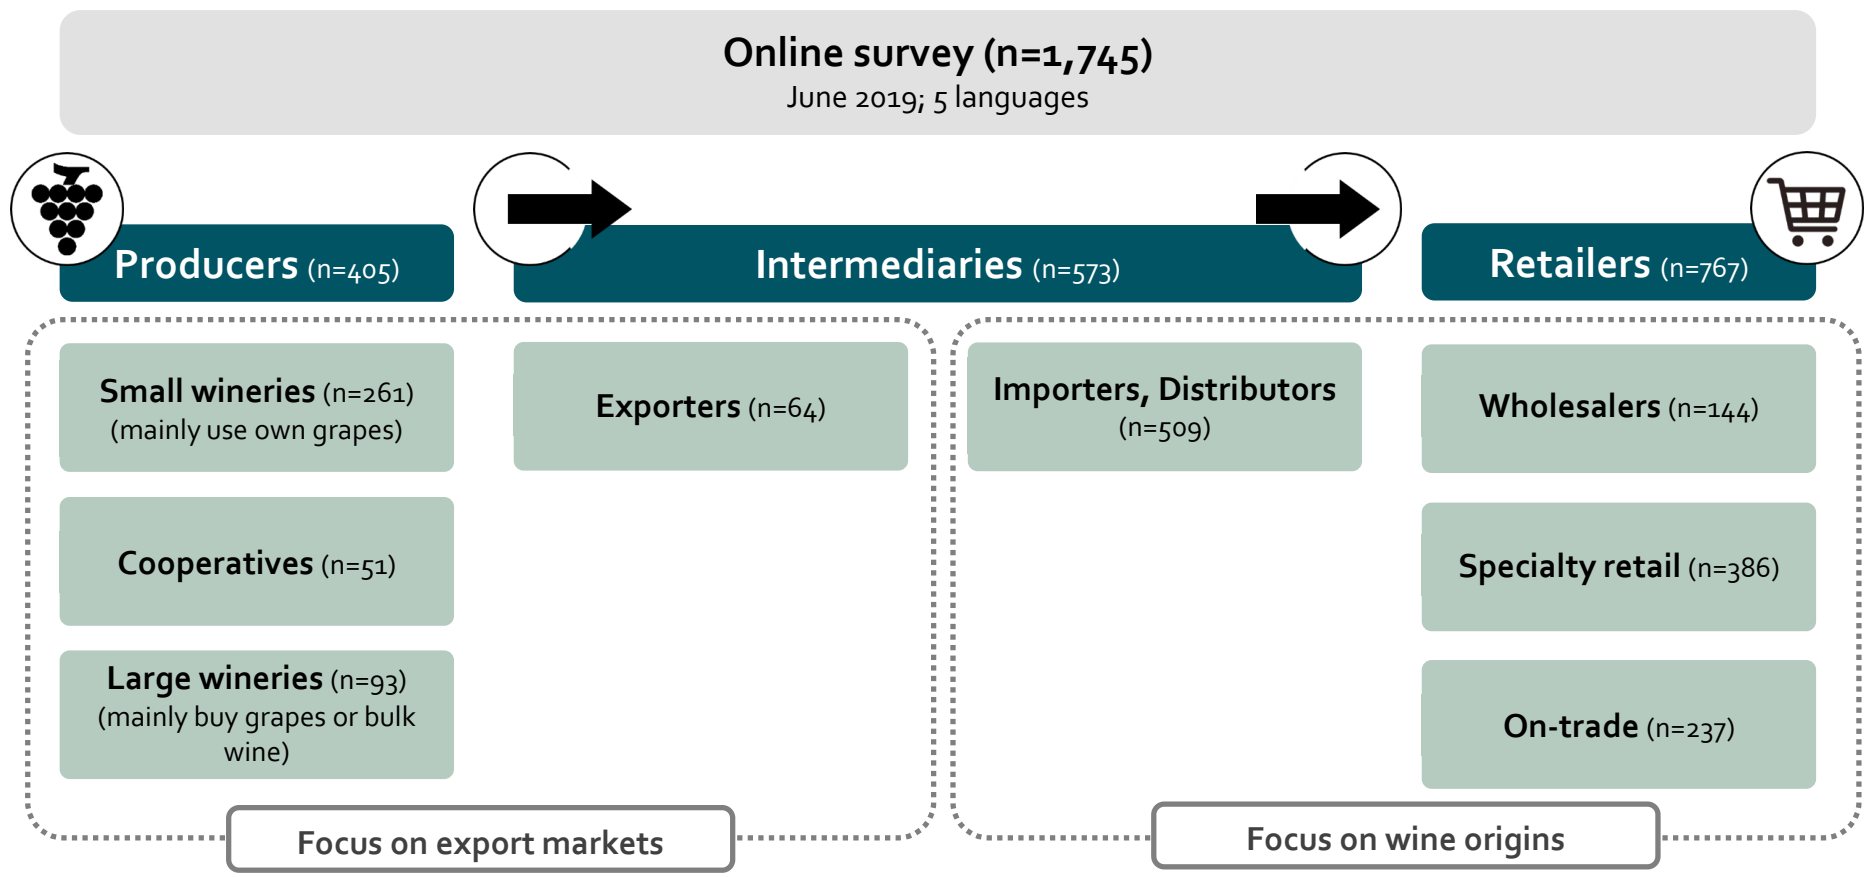 Online survey (n=1,745)
June 2019; 5 languages
Producers (n=405)
Intermediaries (n=573)
Retailers (n=767)
Small wineries (n=261)
(mainly use own grapes)
Cooperatives (n=51)
Large wineries (n=93)
(mainly buy grapes or bulk
wine)
Exporters (n=64)
Focus on export markets
Importers, Distributors
(n=509)
Wholesalers (n=144)
Specialty retail (n=386)
On-trade (n=237)
Focus on wine origins